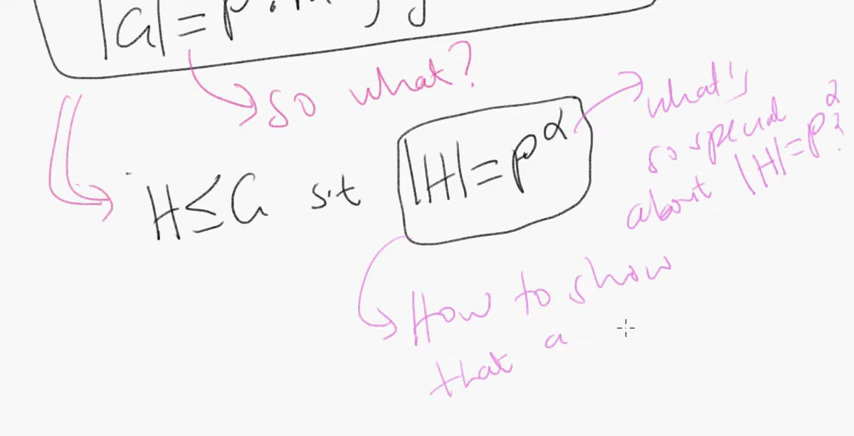 |G|=p
so what?
H≤G s.t |H|=p^α
what's
so special
about |H|=p^α?
How to show
that a